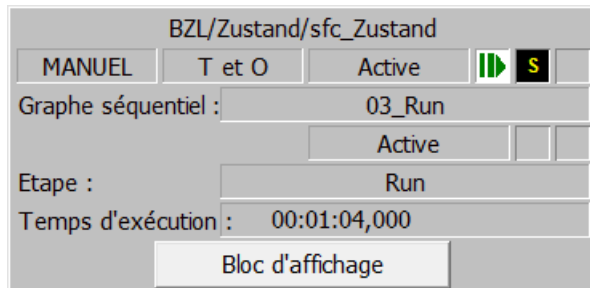 BZL/Zustand/sfc_Zustand
MANUEL T et O Active S
Graphe séquentiel : 03_Run
Active
Etape : Run
Temps d'exécution : 00:01:04,000
Bloc d'affichage